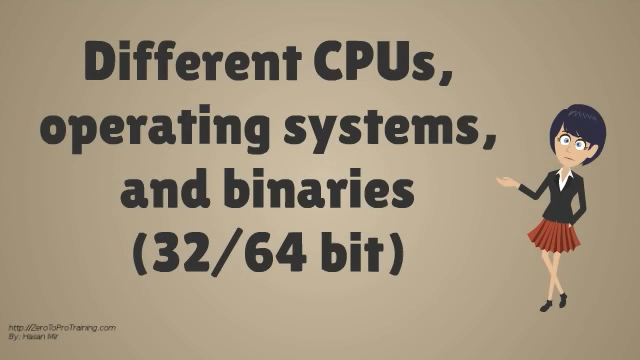 Different CPUs,
operating systems,
and binaries
(32/64 bit)
http://ZeroToProTraining.com
By: Hasan Mir